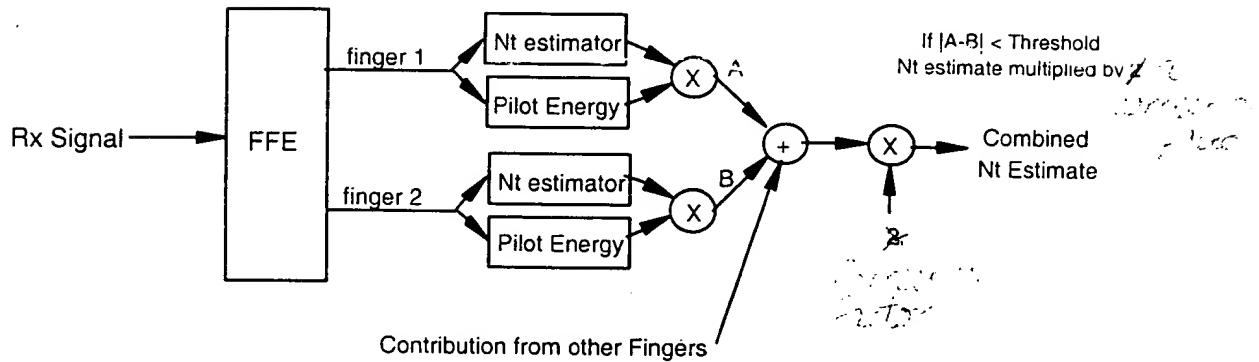 Rx Signal
FFE
finger 1
Nt estimator
Pilot Energy
X
A
finger 2
Nt estimator
Pilot Energy
X
B
+
X
2
Combined
Nt Estimate
If |A-B| < Threshold
Nt estimate multiplied by
Contribution from other Fingers